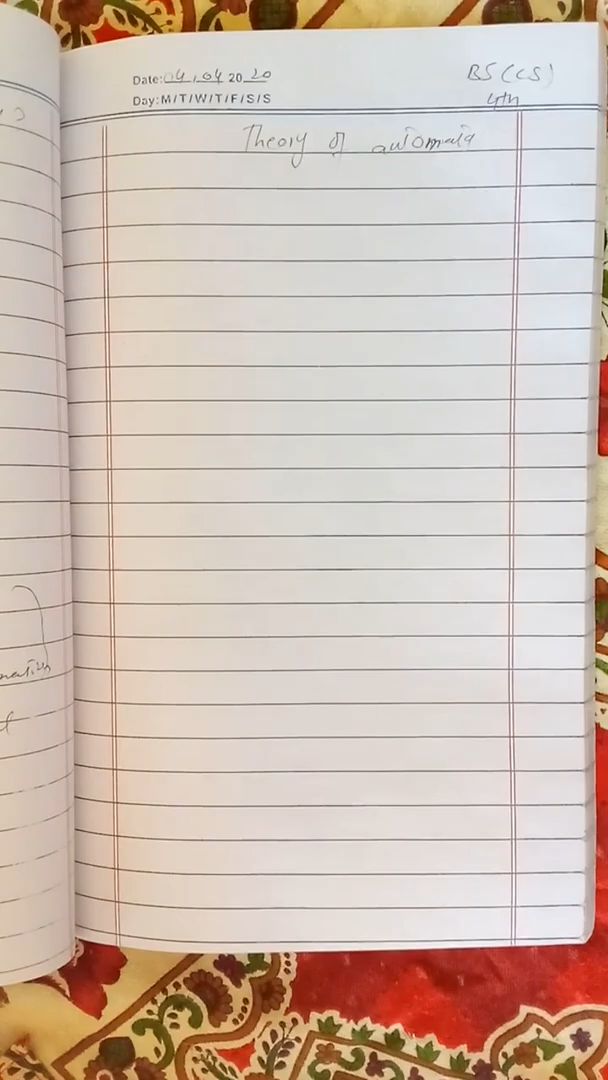 Date: 04, 04 20 20
BS (CS)
Day: M/T/W/T/F/S/S
4th
Theory of automata